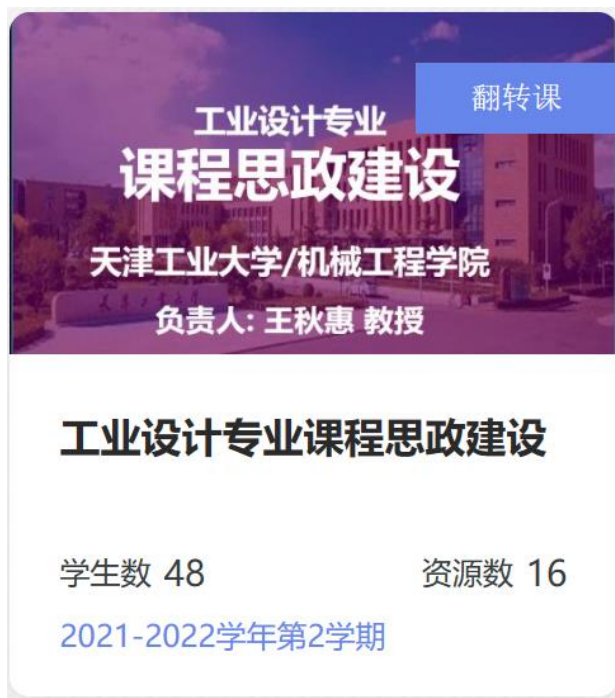 翻转课
工业设计专业
课程思政建设
天津工业大学/机械工程学院
负责人: 王秋惠 教授
工业设计专业课程思政建设
学生数 48
资源数 16
2021-2022学年第2学期